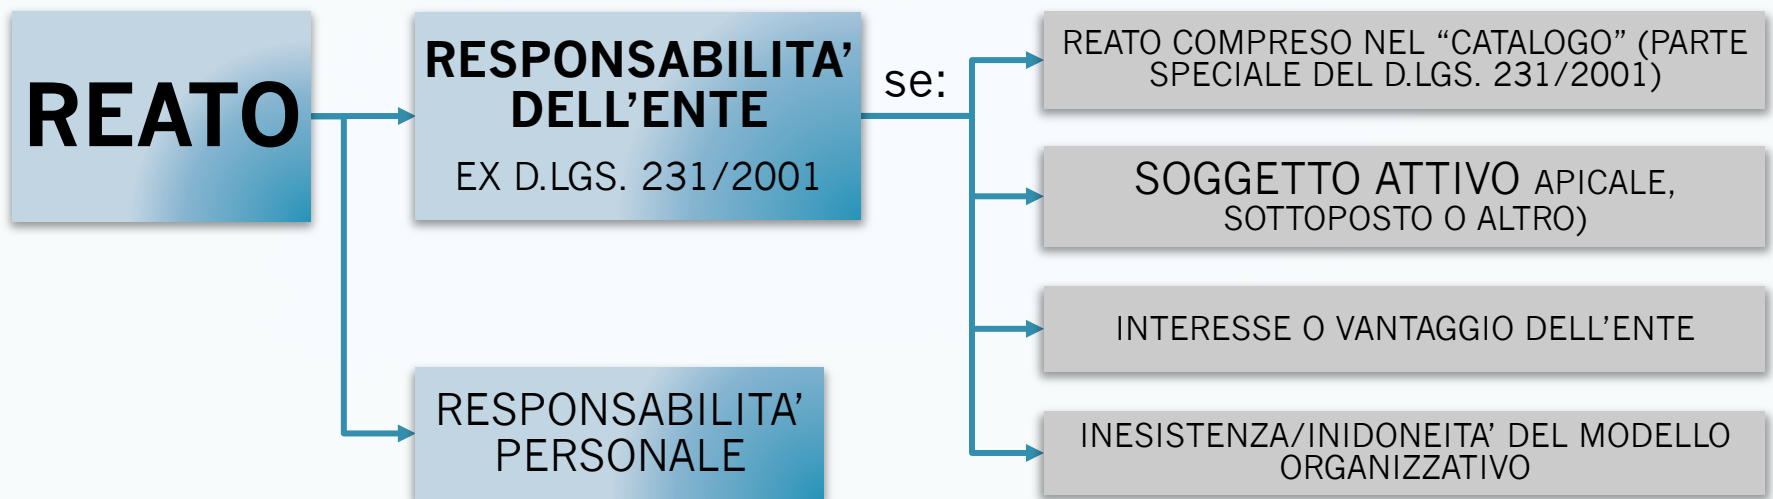 REATO
RESPONSABILITA’
DELL’ENTE
EX D.LGS. 231/2001
se:
REATO COMPRESO NEL “CATALOGO” (PARTE
SPECIALE DEL D.LGS. 231/2001)
SOGGETTO ATTIVO APICALE,
SOTTOPOSTO O ALTRO)
INTERESSE O VANTAGGIO DELL’ENTE
INESISTENZA/INIDONEITA’ DEL MODELLO
ORGANIZZATIVO
RESPONSABILITA’
PERSONALE